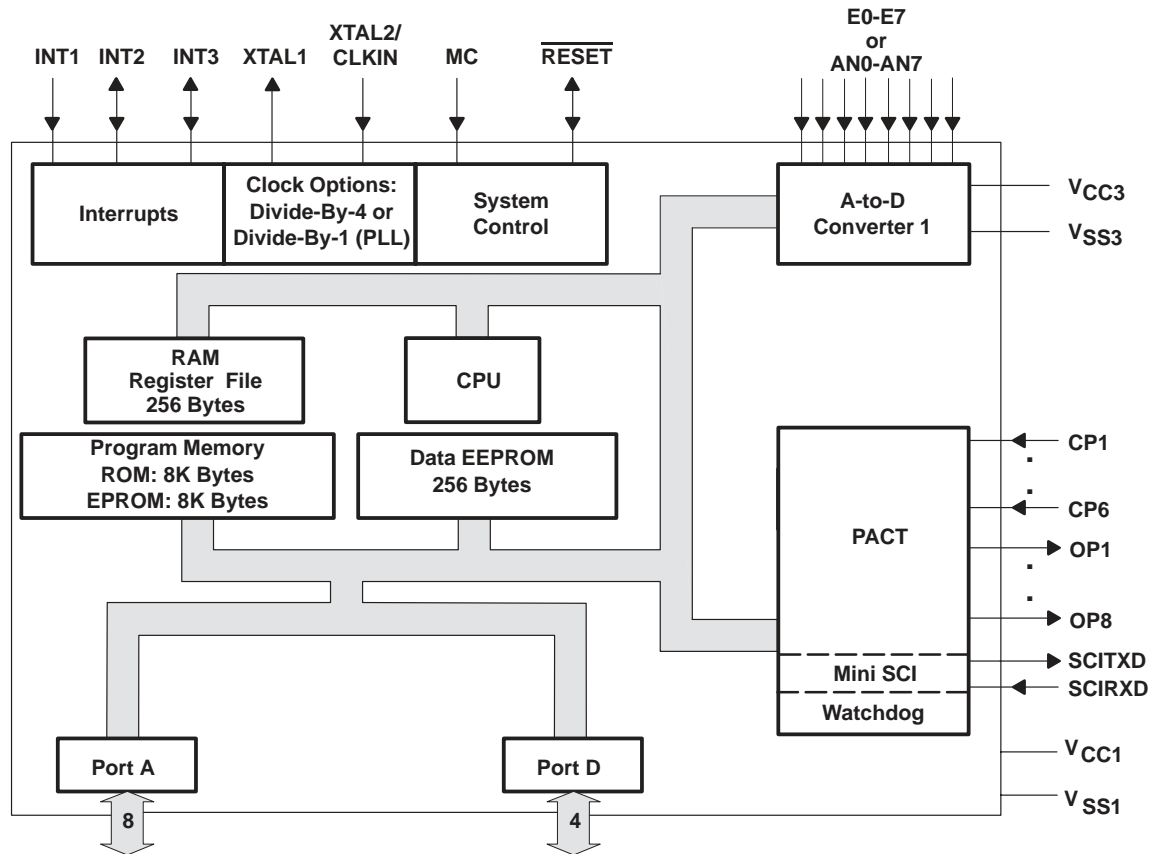 E0-E7
or
AN0-AN7
XTAL2/
CLKIN
INT1
INT2
INT3
XTAL1
MC
RESET
Interrupts
Clock Options:
Divide-By-4 or
Divide-By-1 (PLL)
System
Control
A-to-D
Converter 1
VCC3
VSS3
RAM
Register File
256 Bytes
CPU
Program Memory
ROM: 8K Bytes
EPROM: 8K Bytes
Data EEPROM
256 Bytes
PACT
CP1
CP6
OP1
OP8
Mini SCI
SCITXD
SCIRXD
Watchdog
Port A
Port D
VCC1
VSS1
8
4